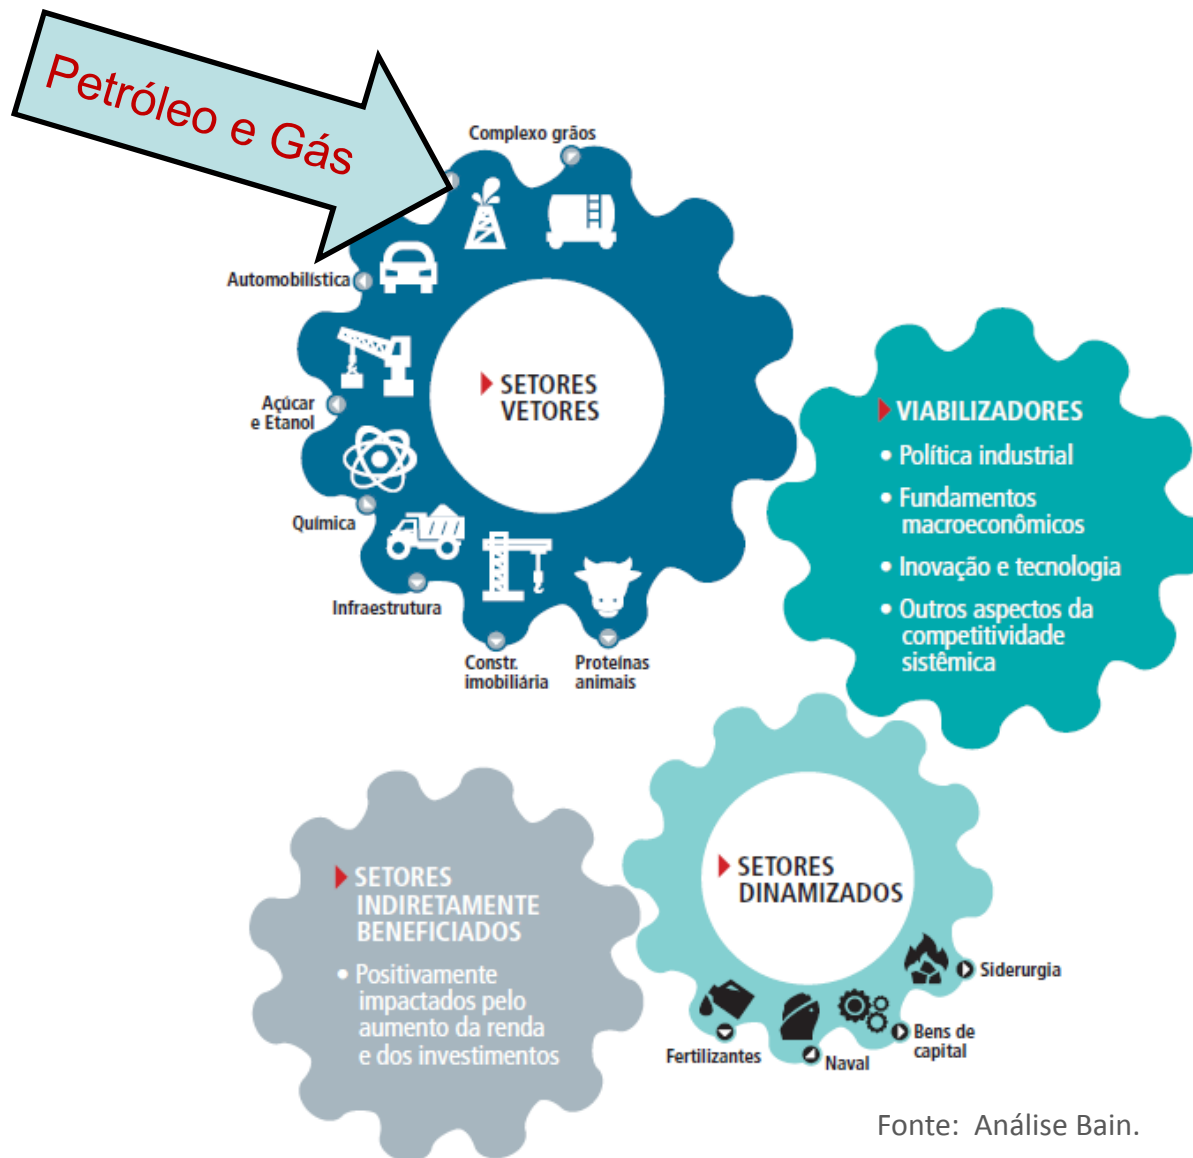 Petróleo e Gás
Complexo grãos
Automobilística
Açúcar
e Etanol
Química
Infraestrutura
Constr.
imobiliária
Proteínas
animais
SETORES
VETORES
VIABILIZADORES
• Política industrial
• Fundamentos
macroeconômicos
• Inovação e tecnologia
• Outros aspectos da
competitividade
sistêmica
SETORES
INDIRETAMENTE
BENEFICIADOS
• Positivamente
impactados pelo
aumento da renda
e dos investimentos
SETORES
DINAMIZADOS
Siderurgia
Bens de
capital
Naval
Fertilizantes
Fonte: Análise Bain.